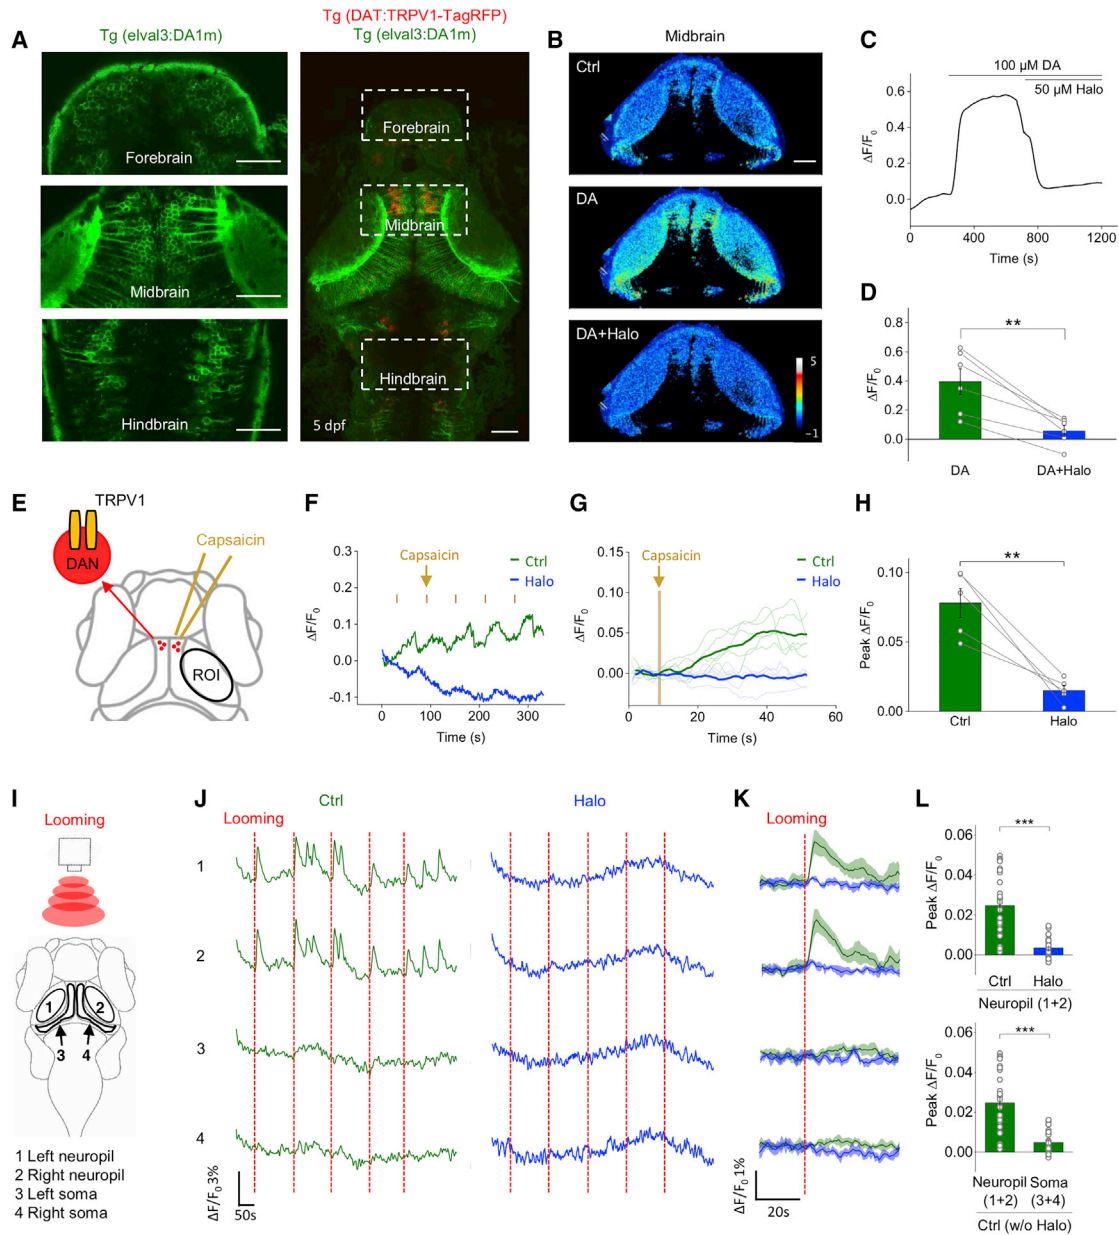 A
Tg (elval3:DA1m)
Forebrain
Midbrain
Hindbrain
Tg (DAT:TRPV1-TagRFP)
Tg (elval3:DA1m)
Forebrain
Midbrain
Hindbrain
5 dpf
B
Midbrain
Ctrl
DA
DA+Halo
5
-1
C
100 μM DA
50 μM Halo
ΔF/F0
0.6
0.4
0.2
0.0
0 400 800 1200
Time (s)
D
**
ΔF/F0
0.8
0.6
0.4
0.2
0.0
DA DA+Halo
E
TRPV1
DAN
Capsaicin
ROI
F
Capsaicin
Ctrl
Halo
ΔF/F0
0.3
0.2
0.1
0.0
-0.1
0 100 200 300
Time (s)
G
Capsaicin
Ctrl
Halo
ΔF/F0
0.15
0.10
0.05
0.00
0 20 40 60
Time (s)
H
**
Peak ΔF/F0
0.10
0.05
0.00
Ctrl Halo
I
Looming
1 2
3 4
1 Left neuropil
2 Right neuropil
3 Left soma
4 Right soma
J
Ctrl Halo
Looming
1
2
3
4
ΔF/F0 3%
50s
K
Looming
ΔF/F0 1%
20s
L
***
Peak ΔF/F0
0.06
0.04
0.02
0.00
Ctrl Halo
Neuropil (1+2)
***
Peak ΔF/F0
0.06
0.04
0.02
0.00
Neuropil Soma
(1+2) (3+4)
Ctrl (w/o Halo)